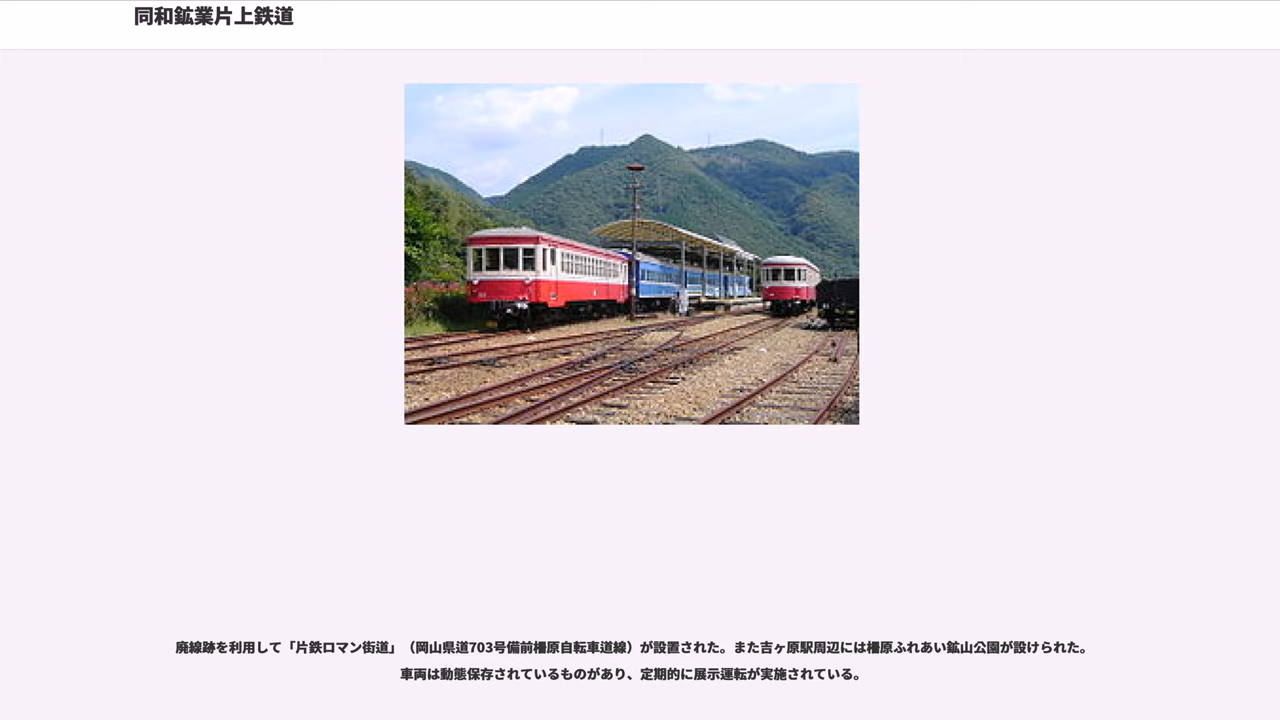 同和鉱業片上鉄道
廃線跡を利用して「片鉄ロマン街道」（岡山県道703号備前柵原自転車道線）が設置された。また吉ヶ原駅周辺には柵原ふれあい鉱山公園が設けられた。
車両は動態保存されているものがあり、定期的に展示運転が実施されている。